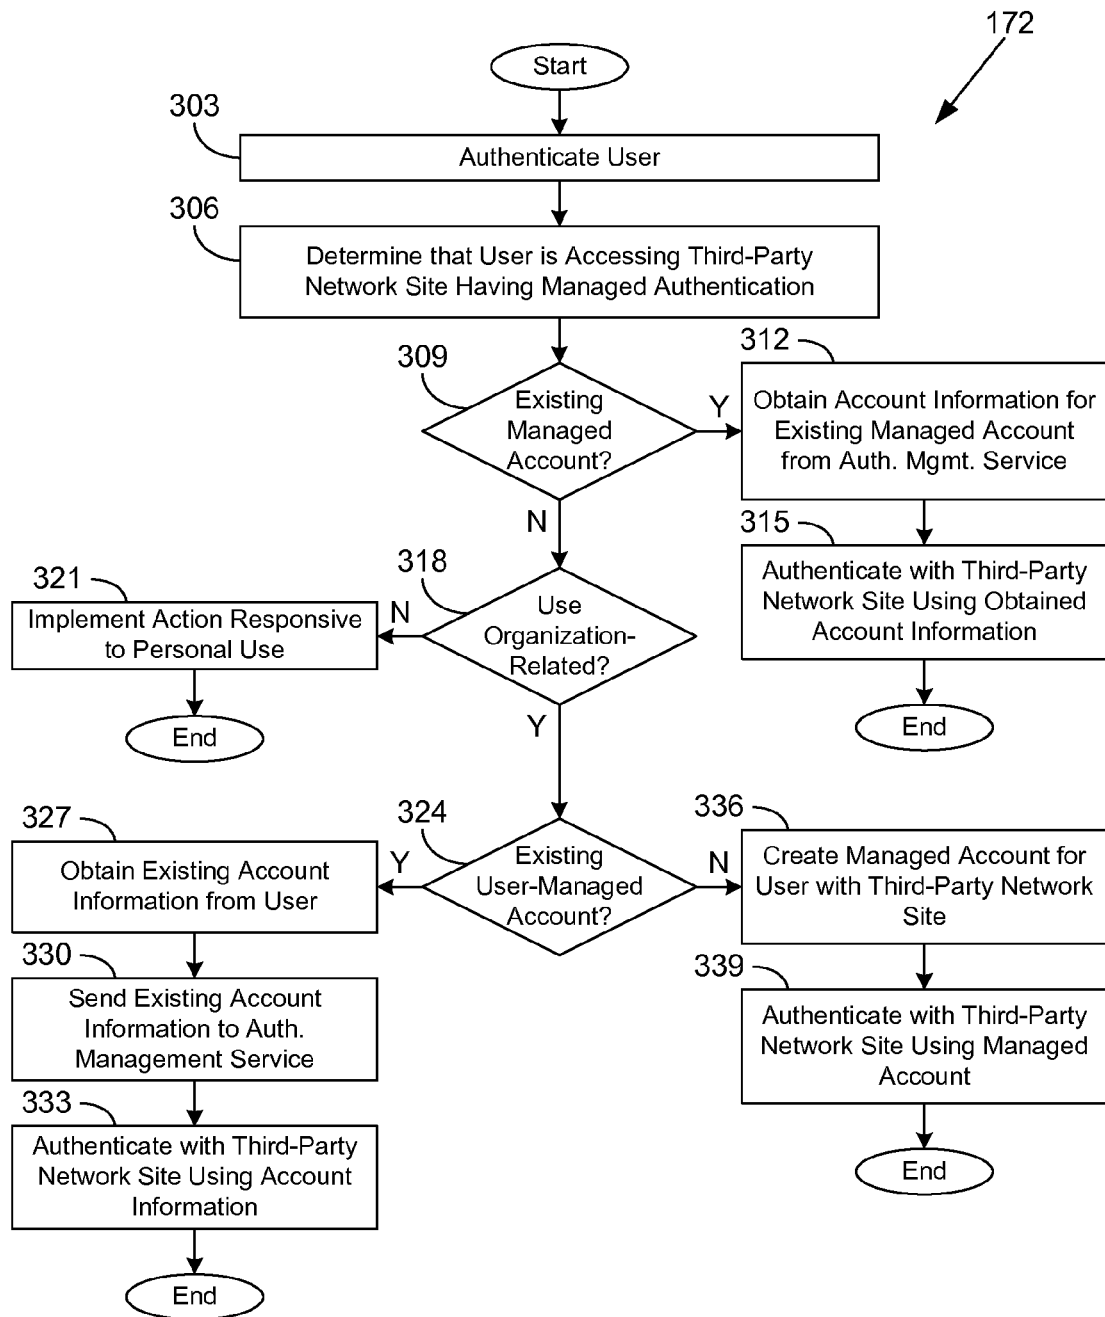 172
Start
303
Authenticate User
306
Determine that User is Accessing Third-Party
Network Site Having Managed Authentication
309
Existing
Managed
Account?
Y
N
312
Obtain Account Information for
Existing Managed Account
from Auth. Mgmt. Service
315
Authenticate with Third-Party
Network Site Using Obtained
Account Information
End
318
Use
Organization-
Related?
N
Y
321
Implement Action Responsive
to Personal Use
End
324
Existing
User-Managed
Account?
Y
N
327
Obtain Existing Account
Information from User
330
Send Existing Account
Information to Auth.
Management Service
333
Authenticate with Third-Party
Network Site Using Account
Information
End
336
Create Managed Account for
User with Third-Party Network
Site
339
Authenticate with Third-Party
Network Site Using Managed
Account
End